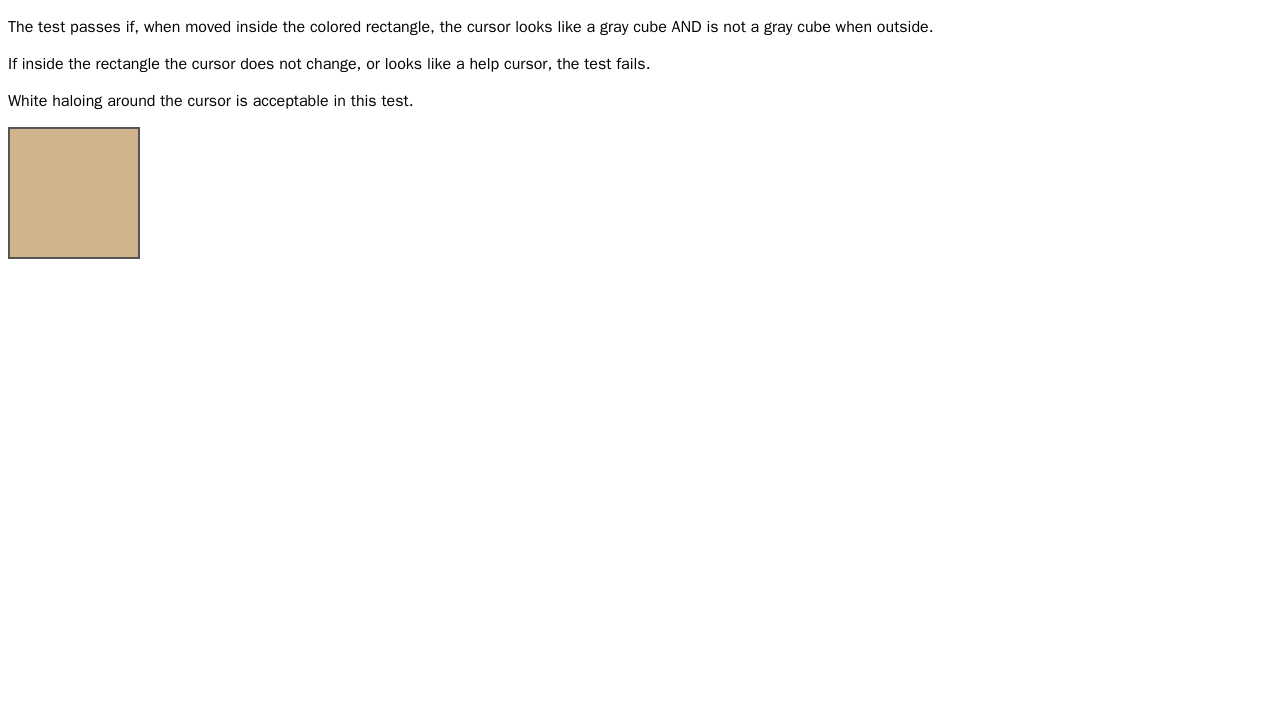 The test passes if, when moved inside the colored rectangle, the cursor looks like a gray cube AND is not a gray cube when outside.
If inside the rectangle the cursor does not change, or looks like a help cursor, the test fails.
White haloing around the cursor is acceptable in this test.